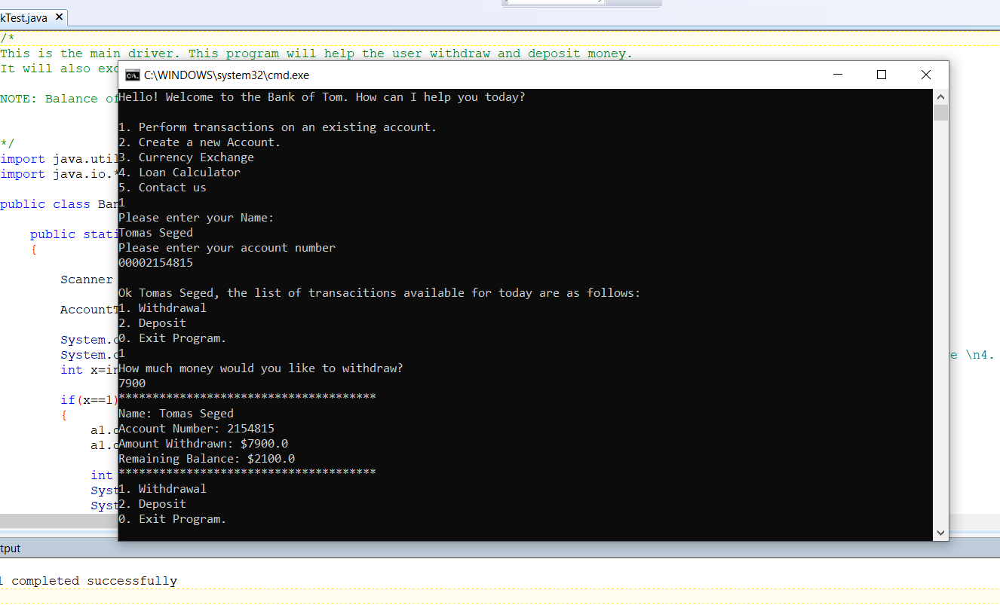 kTest.java
/*
This is the main driver. This program will help the user withdraw and deposit money.
It will also exc
NOTE: Balance of
*/
import java.util
import java.io.*
public class Ban
public stati
{
Scanner
AccountT
System.o
System.o
e \n4.
int x=in
if(x==1)
{
a1.
a1.
int
Syst
Syst
C:\WINDOWS\system32\cmd.exe
Hello! Welcome to the Bank of Tom. How can I help you today?
1. Perform transactions on an existing account.
2. Create a new Account.
3. Currency Exchange
4. Loan Calculator
5. Contact us
1
Please enter your Name:
Tomas Seged
Please enter your account number
00002154815
Ok Tomas Seged, the list of transacitions available for today are as follows:
1. Withdrawal
2. Deposit
0. Exit Program.
1
How much money would you like to withdraw?
7900
**************************************
Name: Tomas Seged
Account Number: 2154815
Amount Withdrawn: $7900.0
Remaining Balance: $2100.0
**************************************
1. Withdrawal
2. Deposit
0. Exit Program.
tput
completed successfully